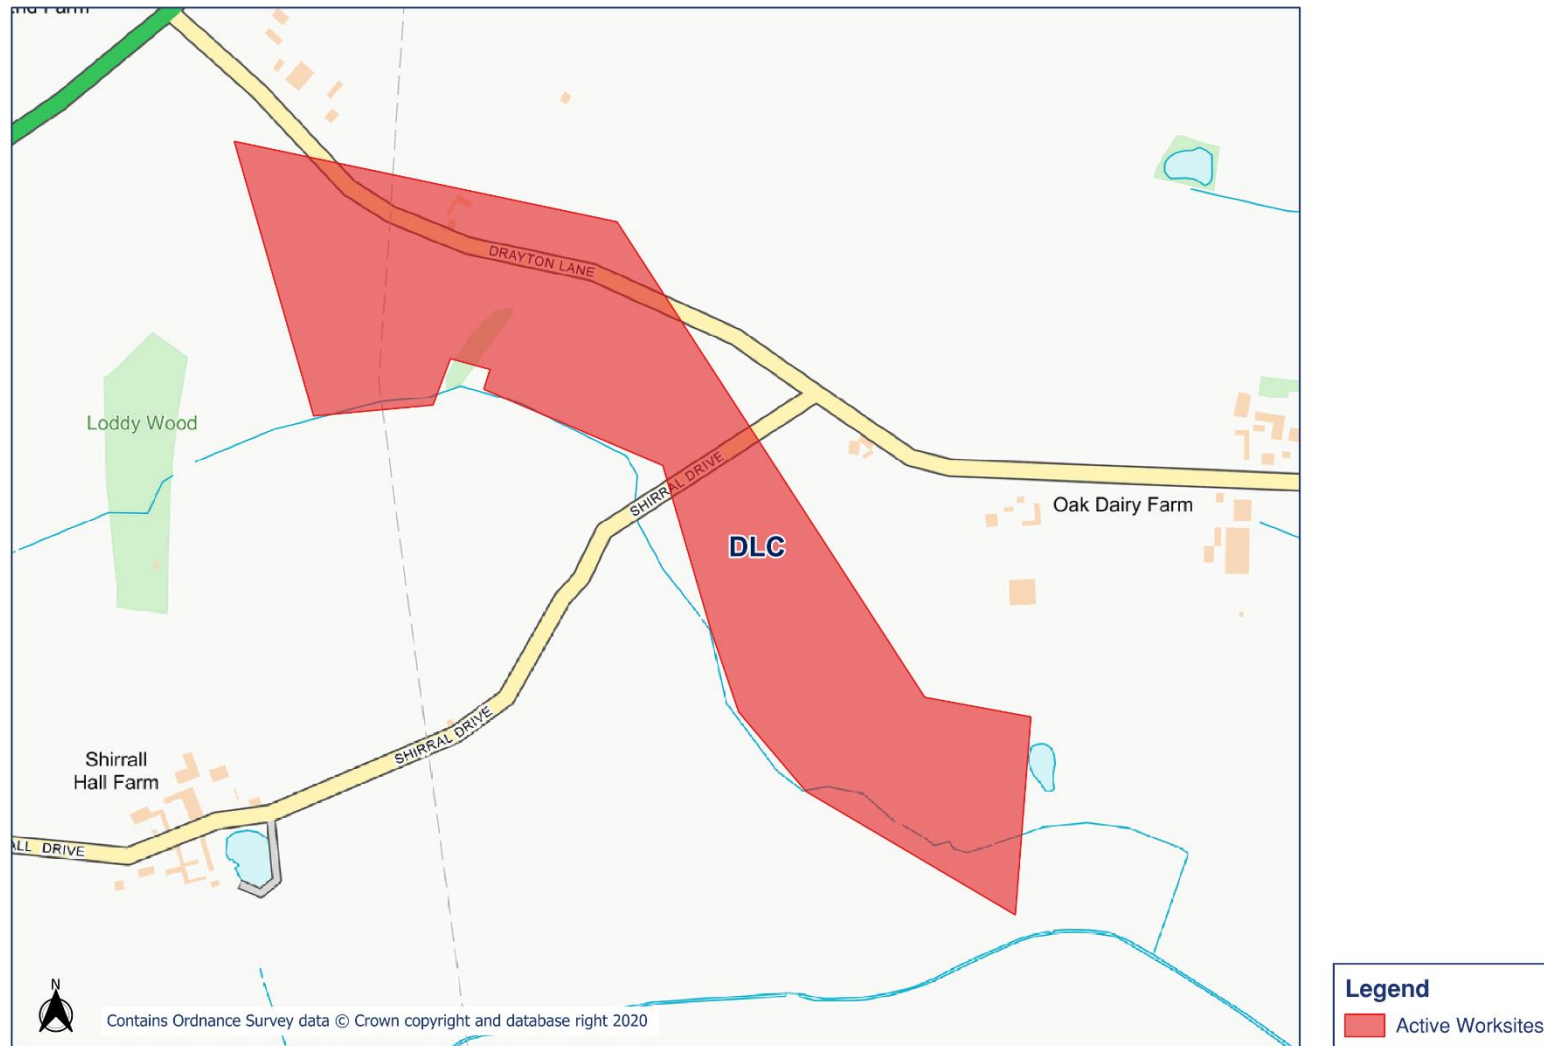 Farm
DRAYTON LANE
Loddy Wood
SHIRRAL DRIVE
Oak Dairy Farm
DLC
SHIRRAL DRIVE
Shirrall
Hall Farm
DRIVE
N
Contains Ordnance Survey data © Crown copyright and database right 2020
Legend
Active Worksites